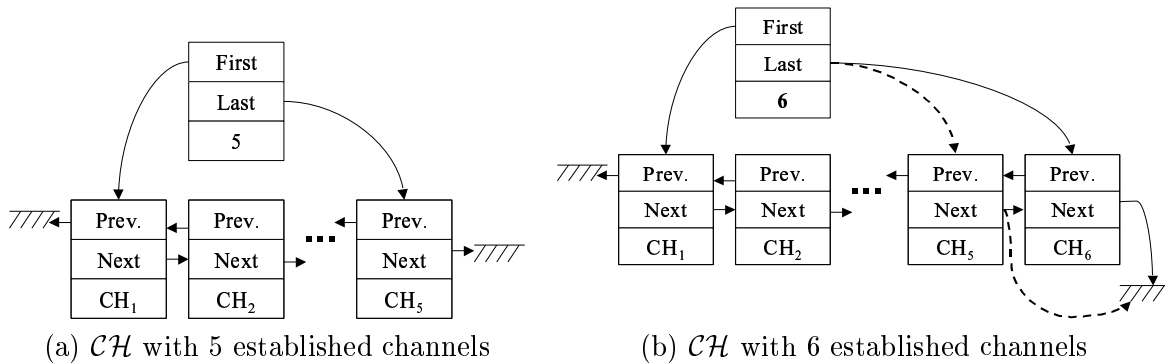 First
Last
5
Prev.
Next
CH₁
Prev.
Next
CH₂
...
Prev.
Next
CH₅
(a) 𝒞ℋ with 5 established channels
First
Last
6
Prev.
Next
CH₁
Prev.
Next
CH₂
...
Prev.
Next
CH₅
Prev.
Next
CH₆
(b) 𝒞ℋ with 6 established channels